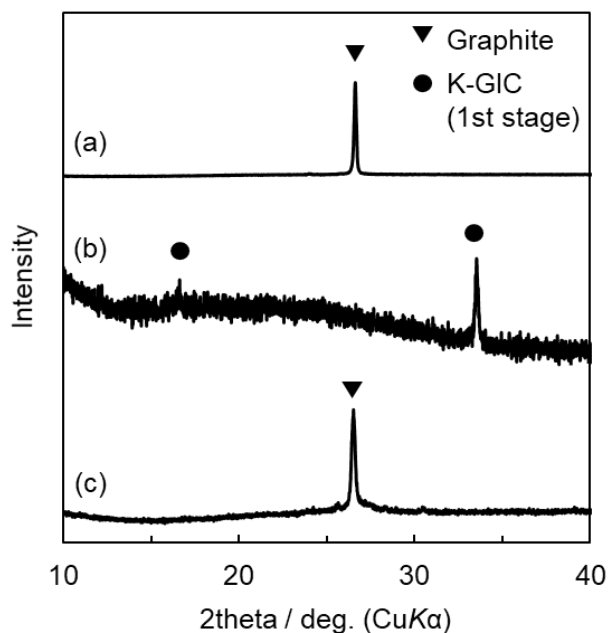 Graphite
K-GIC
(1st stage)
(a)
(b)
(c)
Intensity
10 20 30 40
2theta / deg. (CuKα)